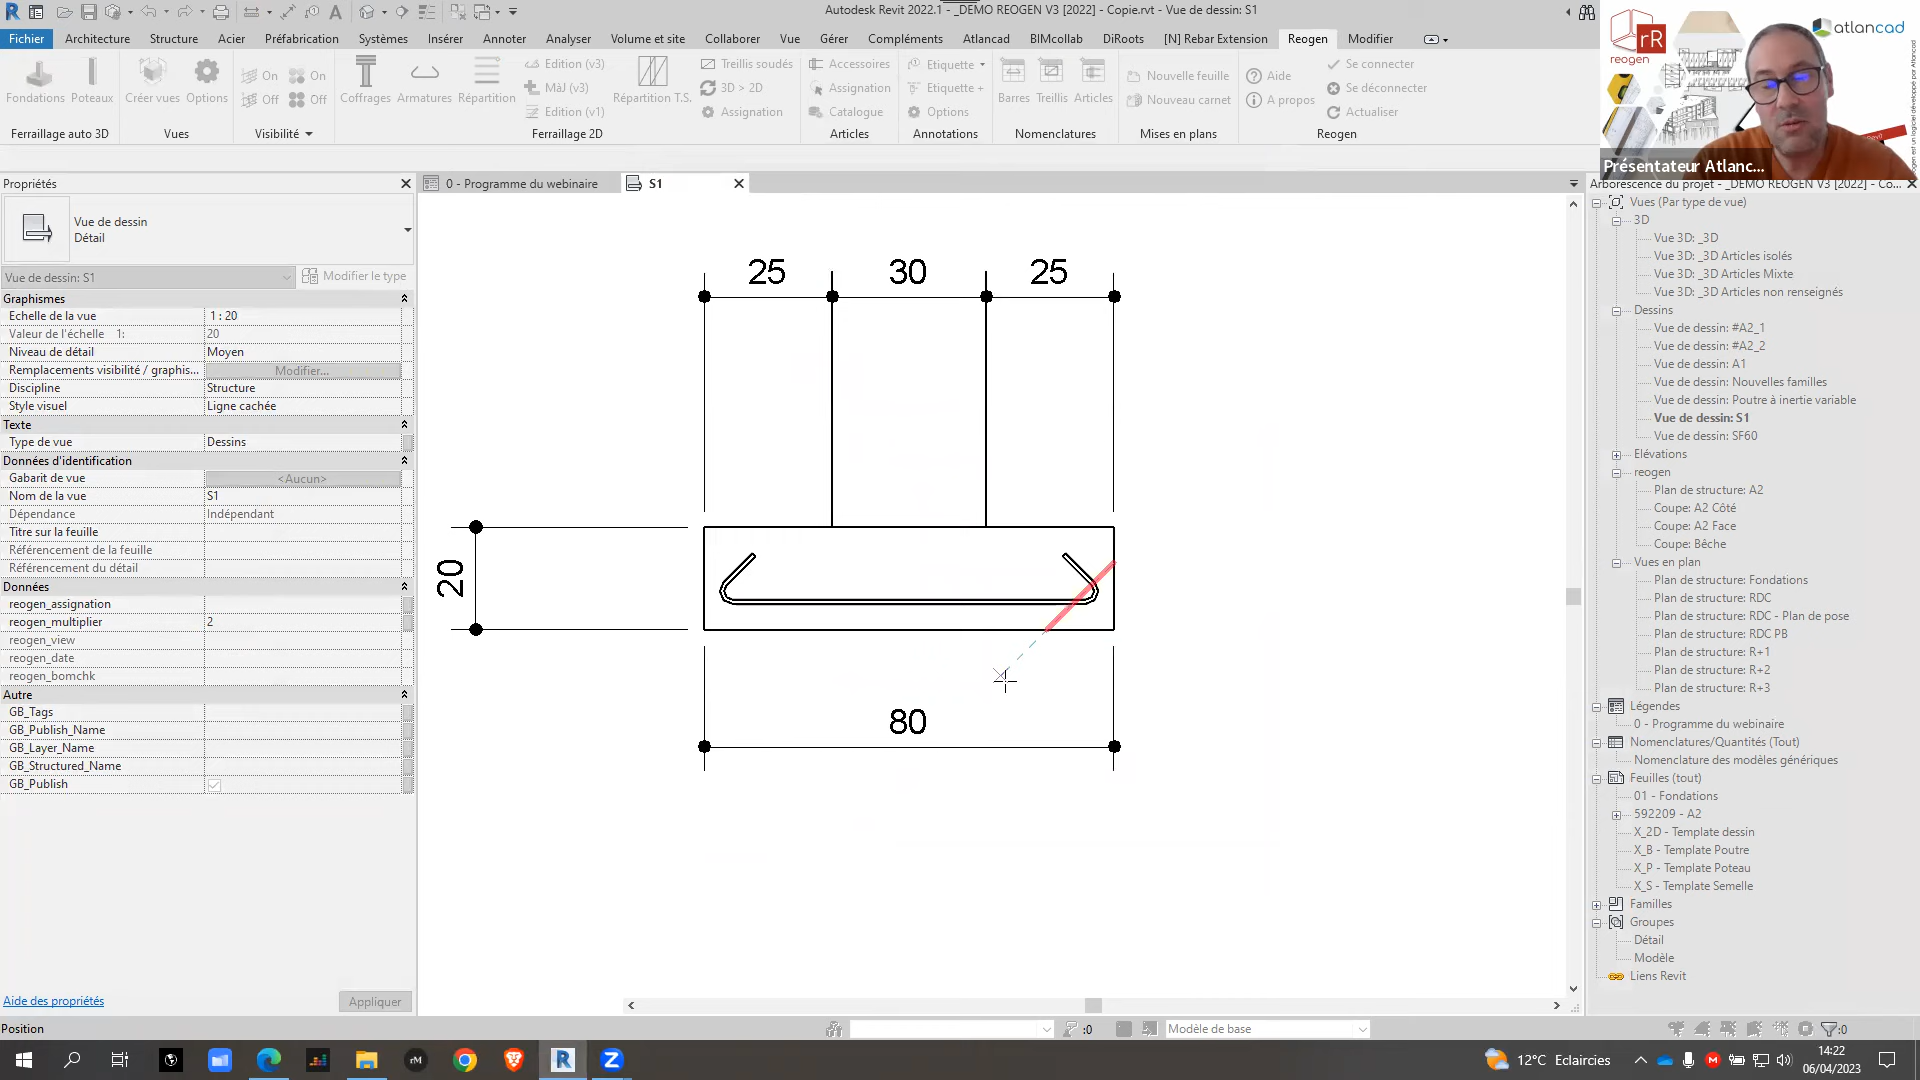 Autodesk Revit 2022.1 - _DEMO REOGEN V3 [2022] - Copie.rvt - Vue de dessin: S1
Fichier Architecture Structure Acier Préfabrication Systèmes Insérer Annoter Analyser Volume et site Collaborer Vue Gérer Compléments Atlancad BIMcollab DiRoots [N] Rebar Extension Reogen Modifier
Fondations Poteaux
Ferraillage auto 3D
Créer vues Options
Vues
On On
Off Off
Visibilité
Coffrages Armatures Répartition
Edition (v3)
MàJ (v3)
Edition (v1)
Répartition T.S.
Treillis soudés
3D > 2D
Assignation
Ferraillage 2D
Accessoires
Assignation
Catalogue
Articles
Etiquette
Etiquette +
Options
Annotations
Barres Treillis Articles
Nomenclatures
Nouvelle feuille
Nouveau carnet
Mises en plans
Aide
A propos
Se connecter
Se déconnecter
Actualiser
Reogen
reogen
rR
atlancad
Présentateur Atlanc...
Propriétés
Vue de dessin
Détail
Vue de dessin: S1
Modifier le type
Graphismes
Echelle de la vue 1 : 20
Valeur de l'échelle 1: 20
Niveau de détail Moyen
Remplacements visibilité / graphis... Modifier...
Discipline Structure
Style visuel Ligne cachée
Texte
Type de vue Dessins
Données d'identification
Gabarit de vue <Aucun>
Nom de la vue S1
Dépendance Indépendant
Titre sur la feuille
Référencement de la feuille
Référencement du détail
Données
reogen_assignation
reogen_multiplier 2
reogen_view
reogen_date
reogen_bomchk
Autre
GB_Tags
GB_Publish_Name
GB_Layer_Name
GB_Structured_Name
GB_Publish
Aide des propriétés Appliquer
0 - Programme du webinaire
S1
25 30 25
20
80
Arborescence du projet - _DEMO REOGEN V3 [2022] - Co...
Vues (Par type de vue)
3D
Vue 3D: _3D
Vue 3D: _3D Articles isolés
Vue 3D: _3D Articles Mixte
Vue 3D: _3D Articles non renseignés
Dessins
Vue de dessin: #A2_1
Vue de dessin: #A2_2
Vue de dessin: A1
Vue de dessin: Nouvelles familles
Vue de dessin: Poutre à inertie variable
Vue de dessin: S1
Vue de dessin: SF60
Elévations
reogen
Plan de structure: A2
Coupe: A2 Côté
Coupe: A2 Face
Coupe: Bêche
Vues en plan
Plan de structure: Fondations
Plan de structure: RDC
Plan de structure: RDC - Plan de pose
Plan de structure: RDC PB
Plan de structure: R+1
Plan de structure: R+2
Plan de structure: R+3
Légendes
0 - Programme du webinaire
Nomenclatures/Quantités (Tout)
Nomenclature des modèles génériques
Feuilles (tout)
01 - Fondations
592209 - A2
X_2D - Template dessin
X_B - Template Poutre
X_P - Template Poteau
X_S - Template Semelle
Familles
Groupes
Détail
Modèle
Liens Revit
Position
:0
Modèle de base
:0
12°C Eclaircies
14:22
06/04/2023